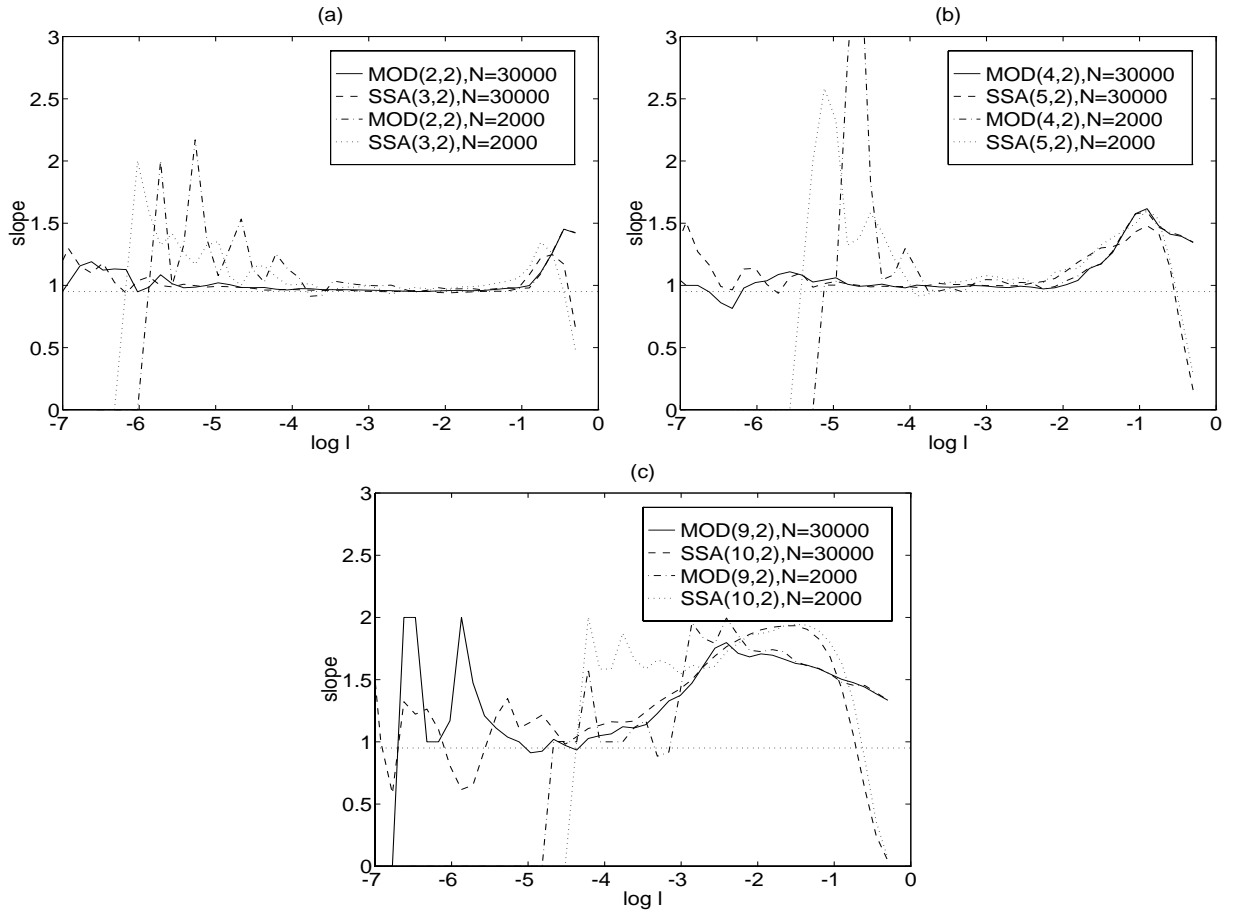 (a)
3
2.5
2
1.5
1
0.5
0
slope
MOD(2,2),N=30000
SSA(3,2),N=30000
MOD(2,2),N=2000
SSA(3,2),N=2000
-7 -6 -5 -4 -3 -2 -1 0
log l
(b)
3
2.5
2
1.5
1
0.5
0
slope
MOD(4,2),N=30000
SSA(5,2),N=30000
MOD(4,2),N=2000
SSA(5,2),N=2000
-7 -6 -5 -4 -3 -2 -1 0
log l
(c)
3
2.5
2
1.5
1
0.5
0
slope
MOD(9,2),N=30000
SSA(10,2),N=30000
MOD(9,2),N=2000
SSA(10,2),N=2000
-7 -6 -5 -4 -3 -2 -1 0
log l